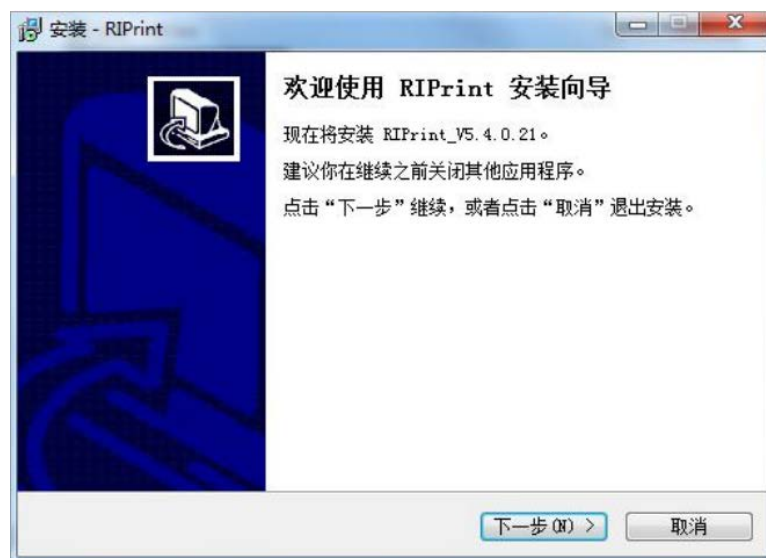 安装 - RIPrint
欢迎使用 RIPrint 安装向导
现在将安装 RIPrint_V5.4.0.21。
建议你在继续之前关闭其他应用程序。
点击“下一步”继续，或者点击“取消”退出安装。
下一步(N) >
取消